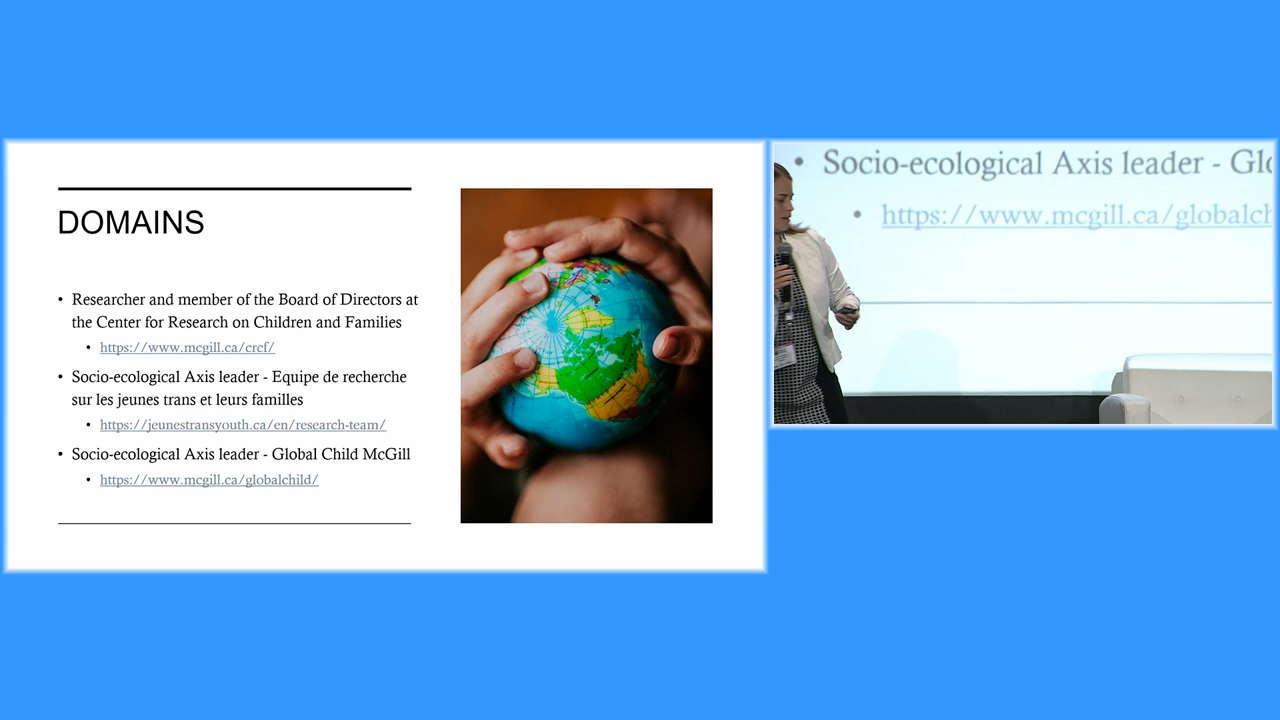 DOMAINS
• Researcher and member of the Board of Directors at
the Center for Research on Children and Families
• https://www.mcgill.ca/crcf/
• Socio-ecological Axis leader - Equipe de recherche
sur les jeunes trans et leurs familles
• https://jeunestransyouth.ca/en/research-team/
• Socio-ecological Axis leader - Global Child McGill
• https://www.mcgill.ca/globalchild/
• Socio-ecological Axis leader - Glo
• https://www.mcgill.ca/globalch